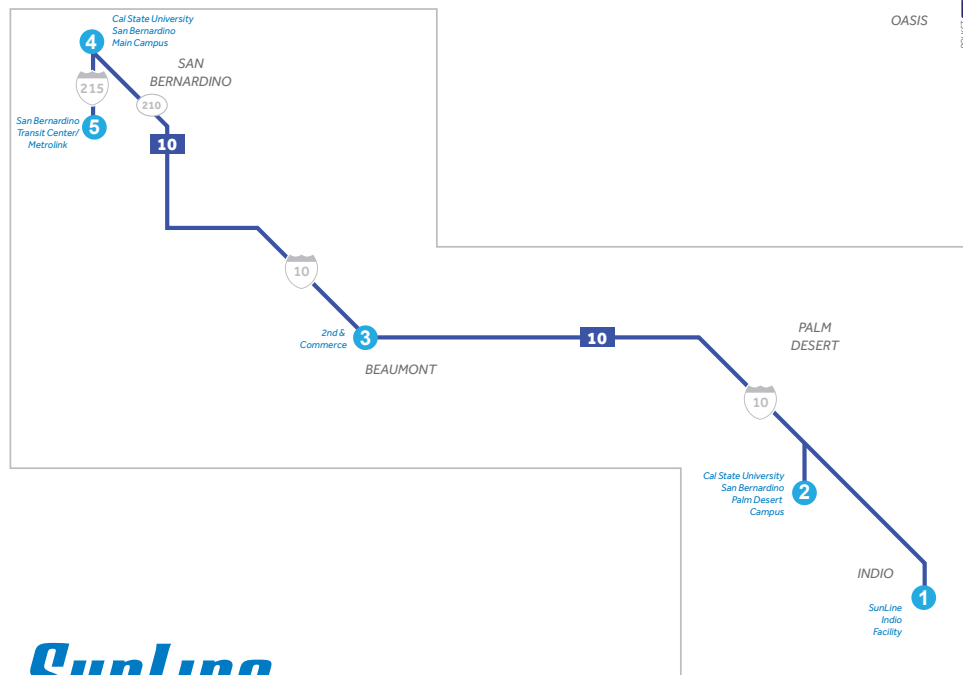 OASIS
Cal State University
San Bernardino
Main Campus
4
SAN
BERNARDINO
215
210
San Bernardino
Transit Center/
Metrolink
5
10
10
2nd &
Commerce
3
10
BEAUMONT
PALM
DESERT
10
Cal State University
San Bernardino
Palm Desert
Campus
2
INDIO
1
SunLine
Indio
Facility
SunLine